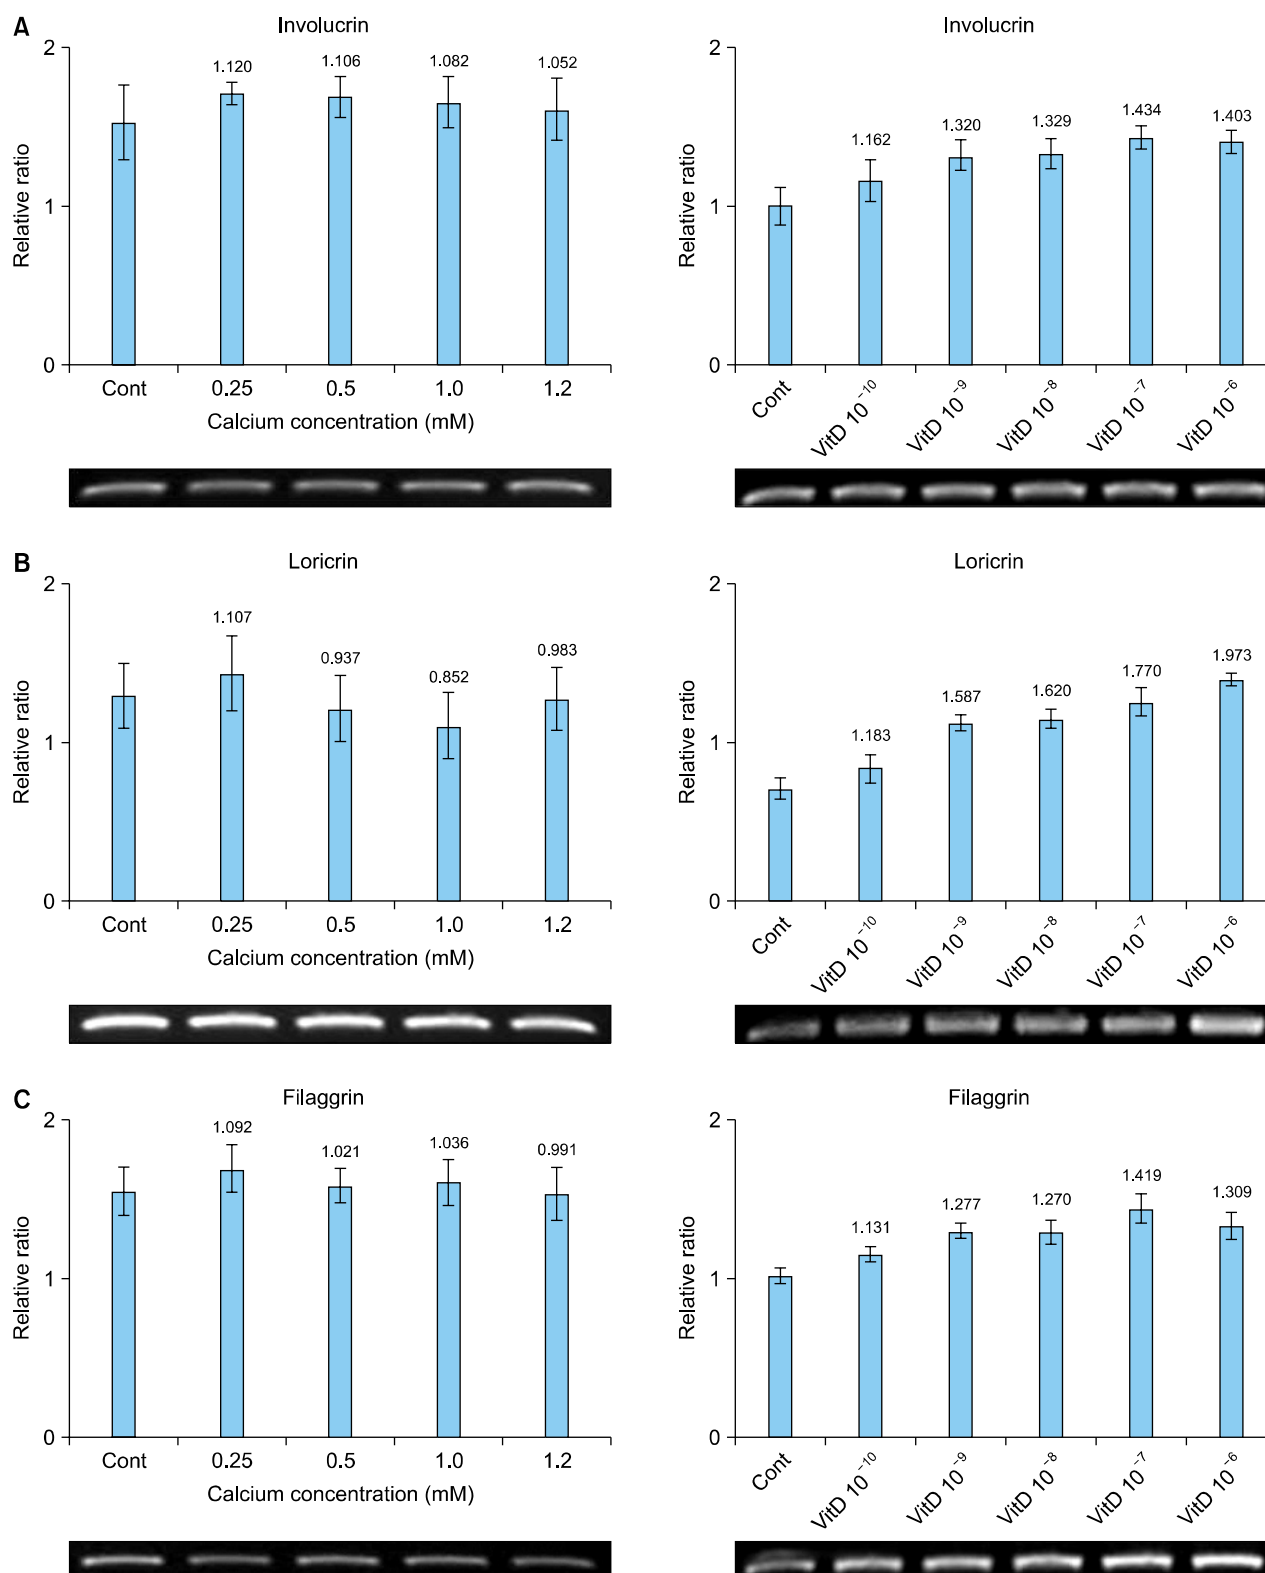 A
Involucrin
2
1
0
Relative ratio
1.120
1.106
1.082
1.052
Cont
0.25
0.5
1.0
1.2
Calcium concentration (mM)
Involucrin
2
1
0
Relative ratio
1.162
1.320
1.329
1.434
1.403
Cont
VitD 10⁻¹⁰
VitD 10⁻⁹
VitD 10⁻⁸
VitD 10⁻⁷
VitD 10⁻⁶
B
Loricrin
2
1
0
Relative ratio
1.107
0.937
0.852
0.983
Cont
0.25
0.5
1.0
1.2
Calcium concentration (mM)
Loricrin
2
1
0
Relative ratio
1.183
1.587
1.620
1.770
1.973
Cont
VitD 10⁻¹⁰
VitD 10⁻⁹
VitD 10⁻⁸
VitD 10⁻⁷
VitD 10⁻⁶
C
Filaggrin
2
1
0
Relative ratio
1.092
1.021
1.036
0.991
Cont
0.25
0.5
1.0
1.2
Calcium concentration (mM)
Filaggrin
2
1
0
Relative ratio
1.131
1.277
1.270
1.419
1.309
Cont
VitD 10⁻¹⁰
VitD 10⁻⁹
VitD 10⁻⁸
VitD 10⁻⁷
VitD 10⁻⁶